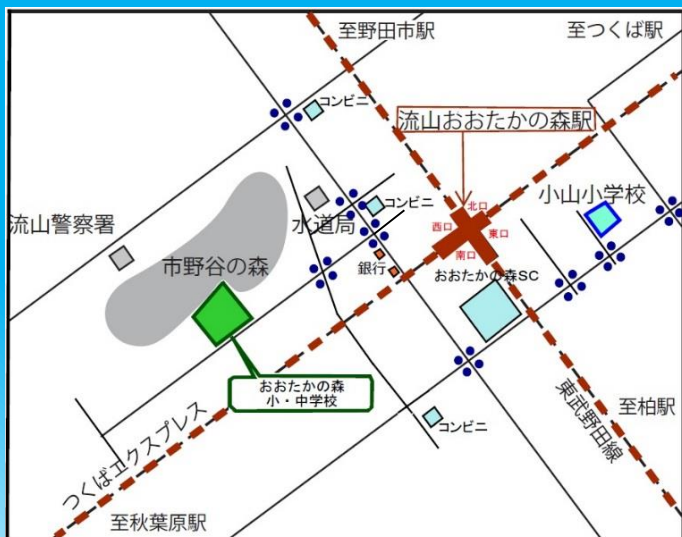 至野田市駅
至つくば駅
コンビニ
流山おおたかの森駅
小山小学校
北口
流山警察署
水道局
コンビニ
西口
東口
南口
市野谷の森
銀行
おおたかの森SC
おおたかの森
小・中学校
至柏駅
つくばエクスプレス
東武野田線
コンビニ
至秋葉原駅